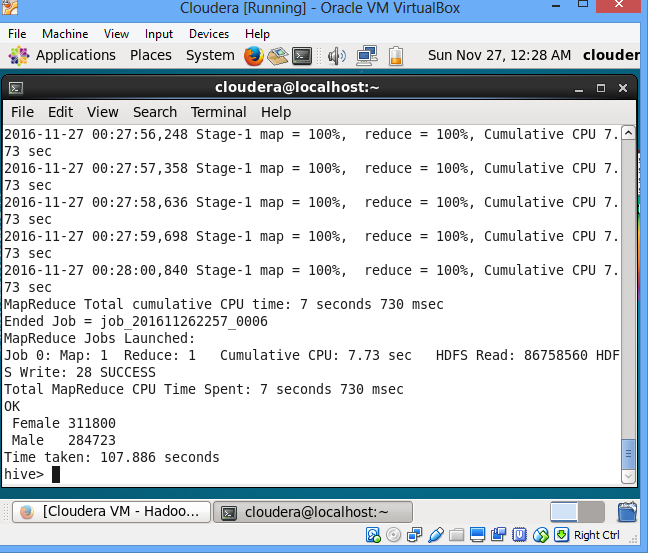 Cloudera [Running] - Oracle VM VirtualBox
File Machine View Input Devices Help
Applications Places System Sun Nov 27, 12:28 AM cloudera
cloudera@localhost:~
File Edit View Search Terminal Help
2016-11-27 00:27:56,248 Stage-1 map = 100%,  reduce = 100%, Cumulative CPU 7.
73 sec
2016-11-27 00:27:57,358 Stage-1 map = 100%,  reduce = 100%, Cumulative CPU 7.
73 sec
2016-11-27 00:27:58,636 Stage-1 map = 100%,  reduce = 100%, Cumulative CPU 7.
73 sec
2016-11-27 00:27:59,698 Stage-1 map = 100%,  reduce = 100%, Cumulative CPU 7.
73 sec
2016-11-27 00:28:00,840 Stage-1 map = 100%,  reduce = 100%, Cumulative CPU 7.
73 sec
MapReduce Total cumulative CPU time: 7 seconds 730 msec
Ended Job = job_201611262257_0006
MapReduce Jobs Launched:
Job 0: Map: 1  Reduce: 1   Cumulative CPU: 7.73 sec   HDFS Read: 86758560 HDF
S Write: 28 SUCCESS
Total MapReduce CPU Time Spent: 7 seconds 730 msec
OK
 Female 311800
 Male   284723
Time taken: 107.886 seconds
hive>
[Cloudera VM - Hadoo... cloudera@localhost:~
Right Ctrl